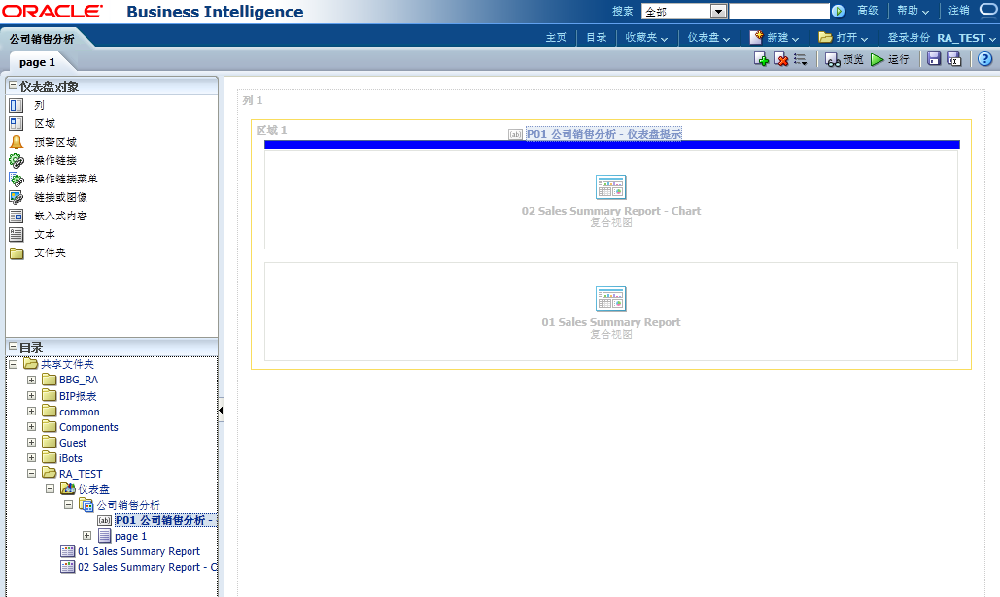 ORACLE Business Intelligence 搜索 全部 高级 帮助 注销
公司销售分析 主页 目录 收藏夹 仪表盘 新建 打开 登录身份 RA_TEST
page 1 预览 运行
仪表盘对象
列
区域
预警区域
操作链接
操作链接菜单
链接或图像
嵌入式内容
文本
文件夹
目录
共享文件夹
BBG_RA
BIP报表
common
Components
Guest
iBots
RA_TEST
仪表盘
公司销售分析
P01 公司销售分析 -
page 1
01 Sales Summary Report
02 Sales Summary Report - C
列 1
区域 1
P01 公司销售分析 - 仪表盘提示
02 Sales Summary Report - Chart
复合视图
01 Sales Summary Report
复合视图